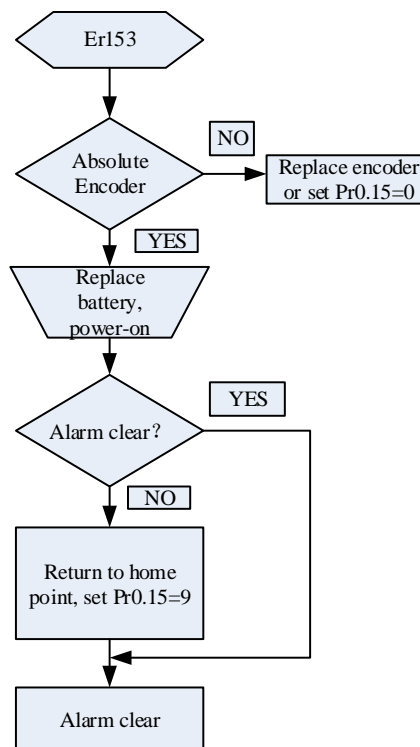 Er153
NO
Absolute
Encoder
Replace encoder
or set Pr0.15=0
YES
Replace
battery,
power-on
YES
Alarm clear？
NO
Return to home
point, set Pr0.15=9
Alarm clear